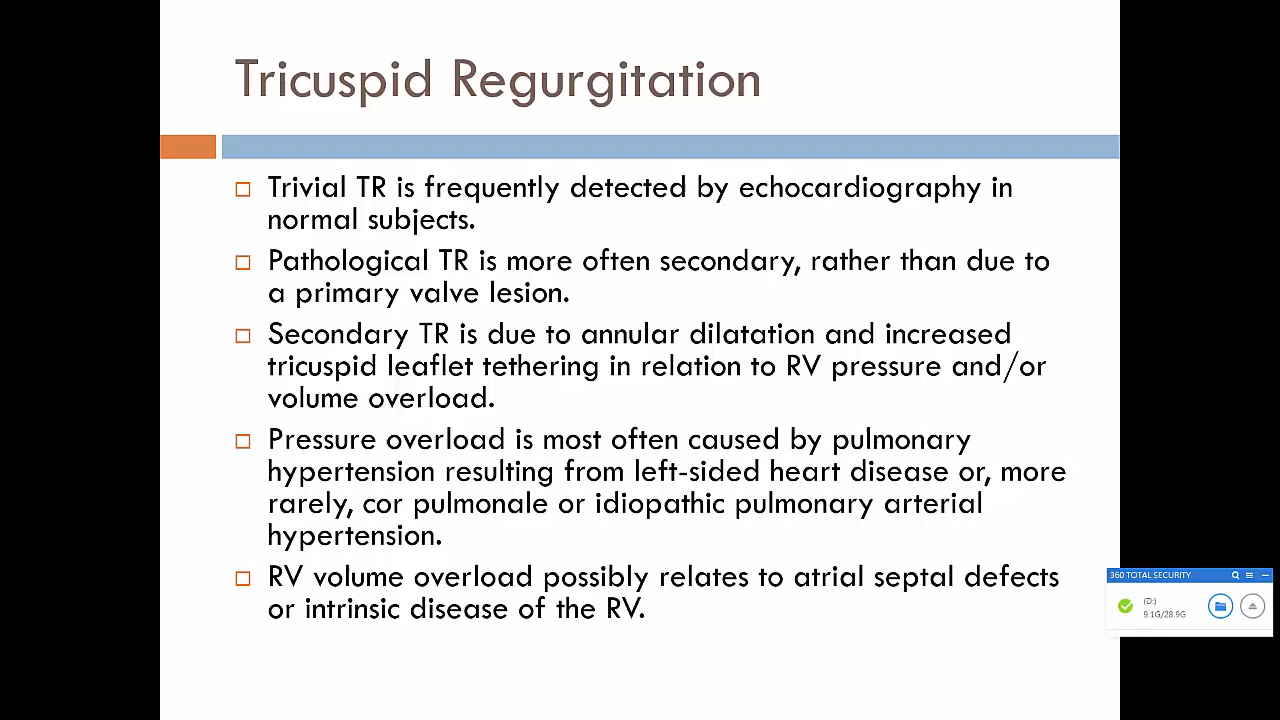 Tricuspid Regurgitation
Trivial TR is frequently detected by echocardiography in
normal subjects.
Pathological TR is more often secondary, rather than due to
a primary valve lesion.
Secondary TR is due to annular dilatation and increased
tricuspid leaflet tethering in relation to RV pressure and/or
volume overload.
Pressure overload is most often caused by pulmonary
hypertension resulting from left-sided heart disease or, more
rarely, cor pulmonale or idiopathic pulmonary arterial
hypertension.
RV volume overload possibly relates to atrial septal defects
or intrinsic disease of the RV.
360 TOTAL SECURITY
(D:)
9.1G/28.9G